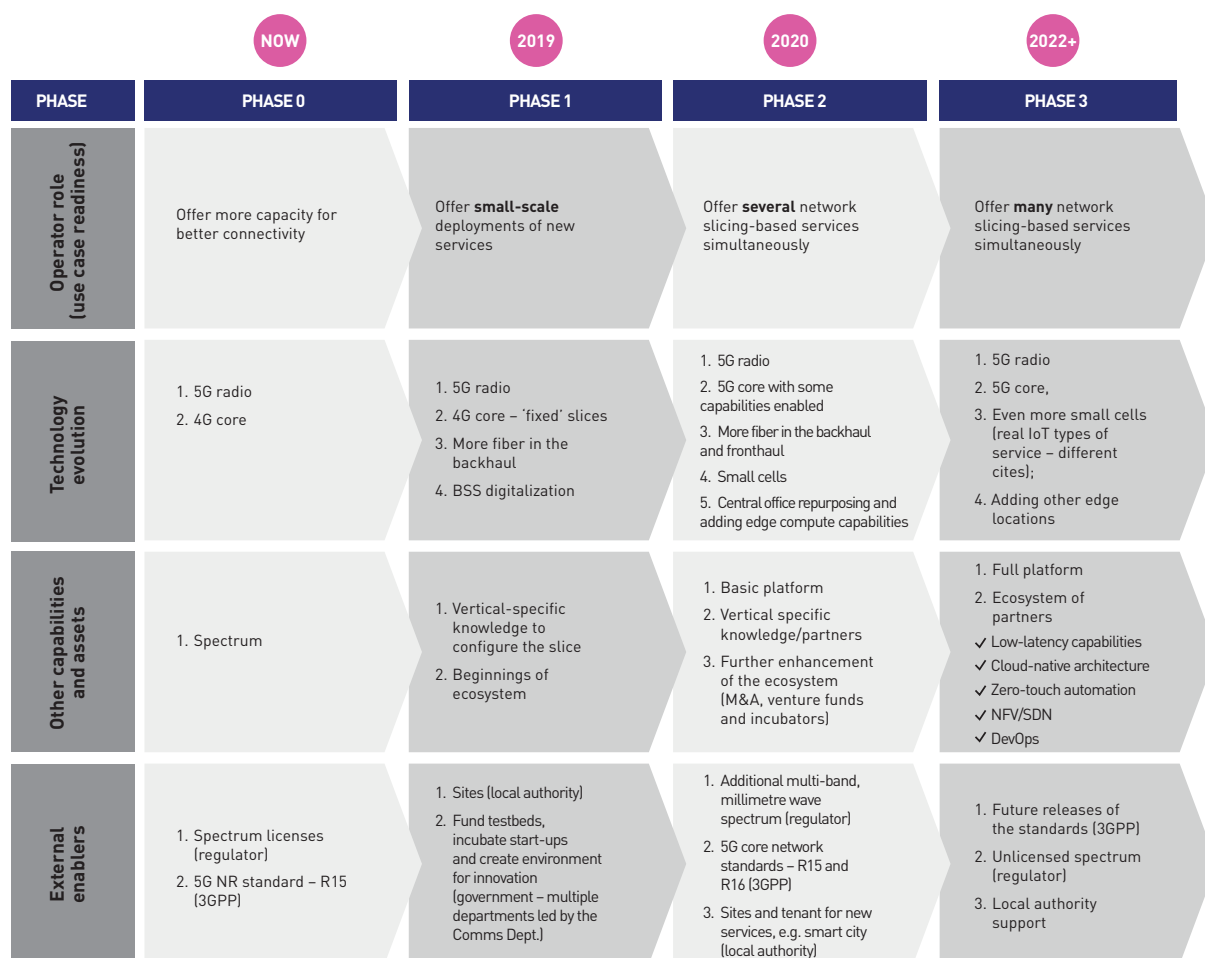 NOW
2019
2020
2022+
PHASE
PHASE 0
PHASE 1
PHASE 2
PHASE 3
Operator role
(use case readiness)
Offer more capacity for
better connectivity
Offer small-scale
deployments of new
services
Offer several network
slicing-based services
simultaneously
Offer many network
slicing-based services
simultaneously
Technology
evolution
1. 5G radio
2. 4G core
1. 5G radio
2. 4G core – ‘fixed’ slices
3. More fiber in the
backhaul
4. BSS digitalization
1. 5G radio
2. 5G core with some
capabilities enabled
3. More fiber in the backhaul
and fronthaul
4. Small cells
5. Central office repurposing and
adding edge compute capabilities
1. 5G radio
2. 5G core,
3. Even more small cells
(real IoT types of
service – different
cites);
4. Adding other edge
locations
Other capabilities
and assets
1. Spectrum
1. Vertical-specific
knowledge to
configure the slice
2. Beginnings of
ecosystem
1. Basic platform
2. Vertical specific
knowledge/partners
3. Further enhancement
of the ecosystem
(M&A, venture funds
and incubators)
1. Full platform
2. Ecosystem of
partners
✓ Low-latency capabilities
✓ Cloud-native architecture
✓ Zero-touch automation
✓ NFV/SDN
✓ DevOps
External
enablers
1. Spectrum licenses
(regulator)
2. 5G NR standard – R15
(3GPP)
1. Sites (local authority)
2. Fund testbeds,
incubate start-ups
and create environment
for innovation
(government – multiple
departments led by the
Comms Dept.)
1. Additional multi-band,
millimetre wave
spectrum (regulator)
2. 5G core network
standards – R15 and
R16 (3GPP)
3. Sites and tenant for new
services, e.g. smart city
(local authority)
1. Future releases of
the standards (3GPP)
2. Unlicensed spectrum
(regulator)
3. Local authority
support